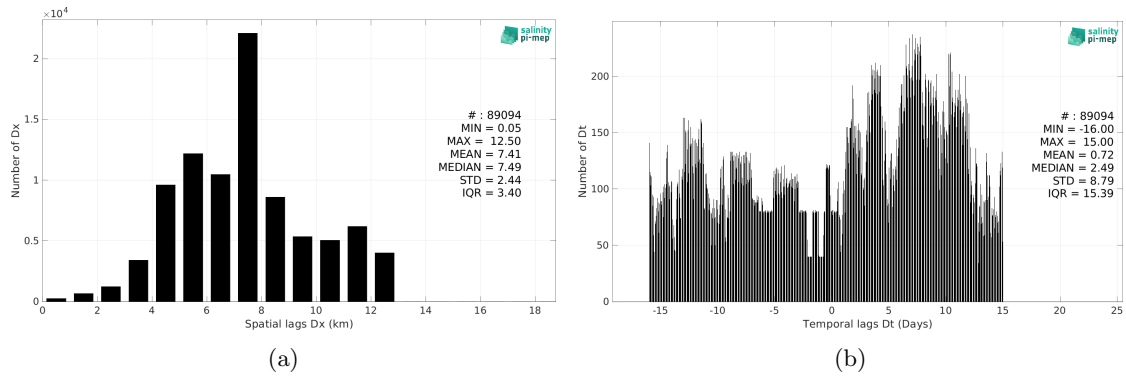 ×10⁴
2
1.5
1
0.5
0
Number of Dx
0 2 4 6 8 10 12 14 16 18
Spatial lags Dx (km)
salinity
pi-mep
# : 89094
MIN = 0.05
MAX = 12.50
MEAN = 7.41
MEDIAN = 7.49
STD = 2.44
IQR = 3.40
(a)
200
150
100
50
0
Number of Dt
-15 -10 -5 0 5 10 15 20 25
Temporal lags Dt (Days)
salinity
pi-mep
# : 89094
MIN = -16.00
MAX = 15.00
MEAN = 0.72
MEDIAN = 2.49
STD = 8.79
IQR = 15.39
(b)